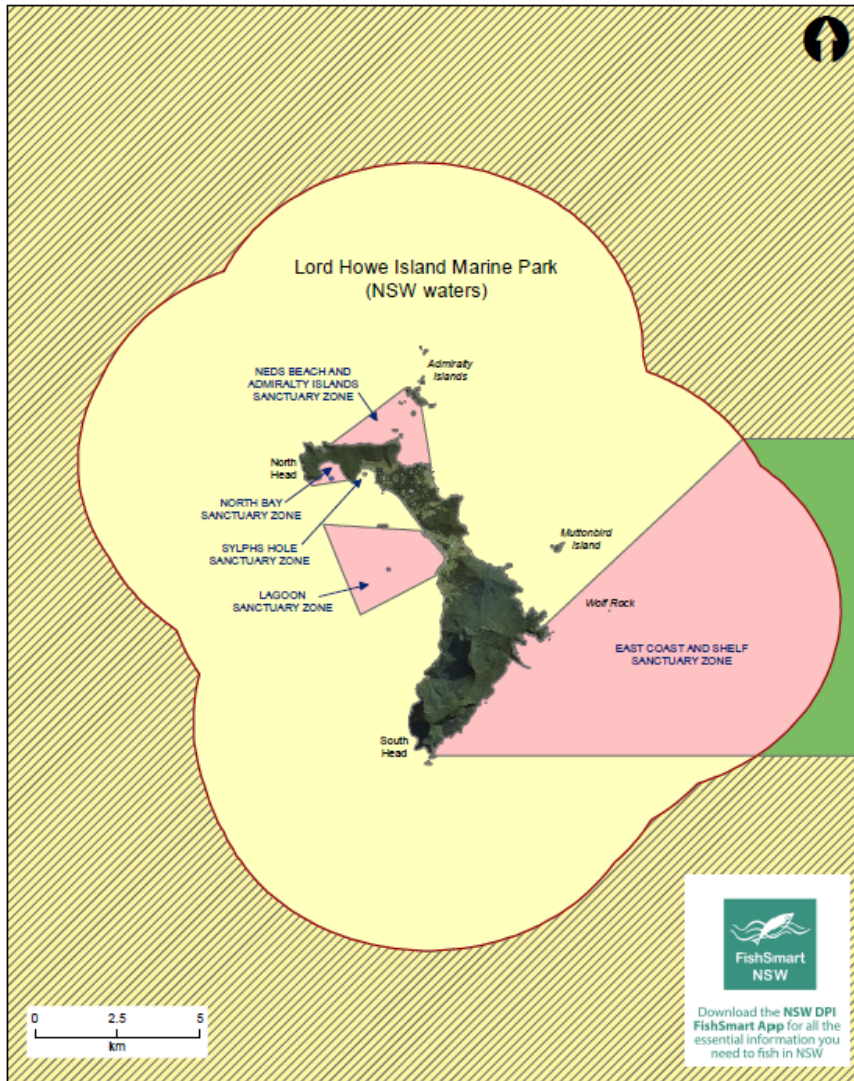 Lord Howe Island Marine Park
(NSW waters)
Admiralty
Islands
NEDS BEACH AND
ADMIRALTY ISLANDS
SANCTUARY ZONE
North
Head
NORTH BAY
SANCTUARY ZONE
SYLPHS HOLE
SANCTUARY ZONE
Muttonbird
Island
LAGOON
SANCTUARY ZONE
Wolf Rock
EAST COAST AND SHELF
SANCTUARY ZONE
South
Head
0 2.5 5
km
FishSmart
NSW
Download the NSW DPI
FishSmart App for all the
essential information you
need to fish in NSW